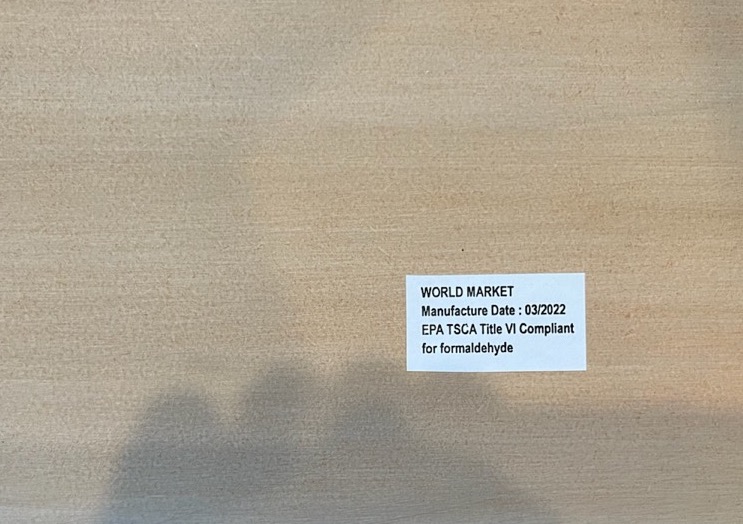 WORLD MARKET
Manufacture Date : 03/2022
EPA TSCA Title VI Compliant
for formaldehyde